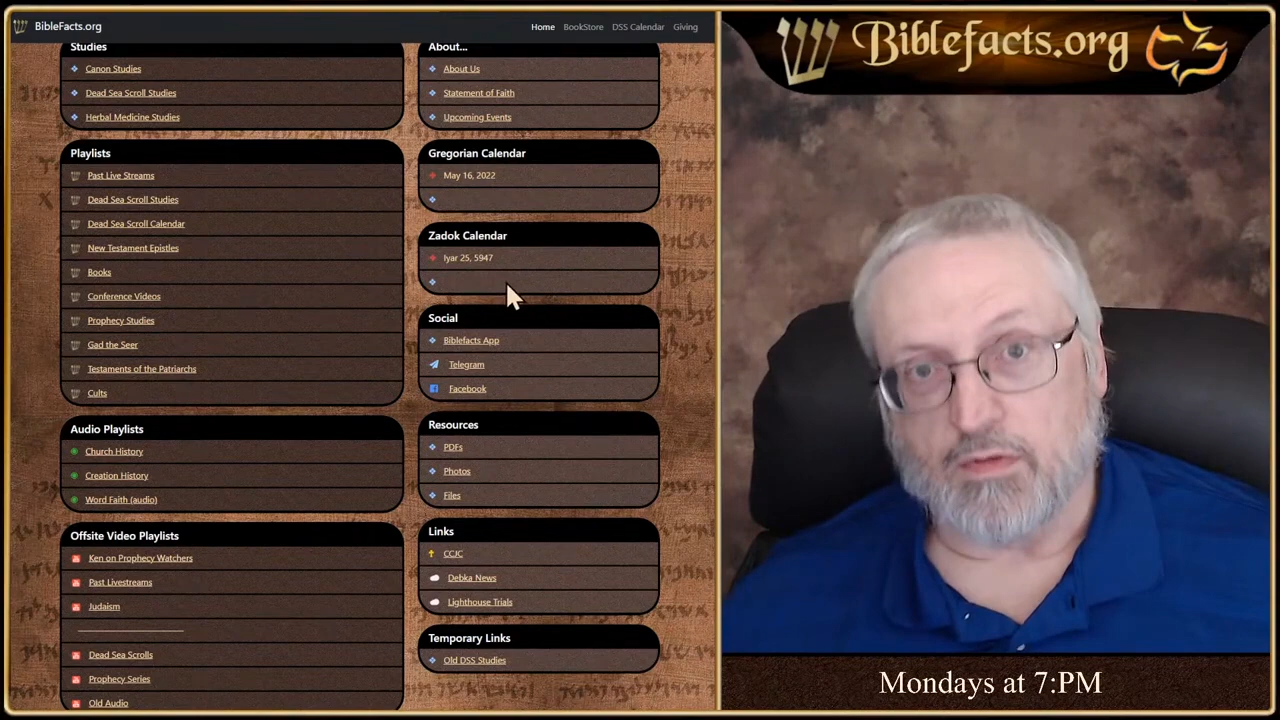 BibleFacts.org
Home BookStore DSS Calendar Giving
Studies
Canon Studies
Dead Sea Scroll Studies
Herbal Medicine Studies
Playlists
Past Live Streams
Dead Sea Scroll Studies
Dead Sea Scroll Calendar
New Testament Epistles
Books
Conference Videos
Prophecy Studies
Gad the Seer
Testaments of the Patriarchs
Cults
Audio Playlists
Church History
Creation History
Word Faith (audio)
Offsite Video Playlists
Ken on Prophecy Watchers
Past Livestreams
Judaism
Dead Sea Scrolls
Prophecy Series
Old Audio
About...
About Us
Statement of Faith
Upcoming Events
Gregorian Calendar
May 16, 2022
Zadok Calendar
Iyar 25, 5947
Social
Biblefacts App
Telegram
Facebook
Resources
PDFs
Photos
Files
Links
CCJC
Debka News
Lighthouse Trials
Temporary Links
Old DSS Studies
Biblefacts.org
Mondays at 7:PM